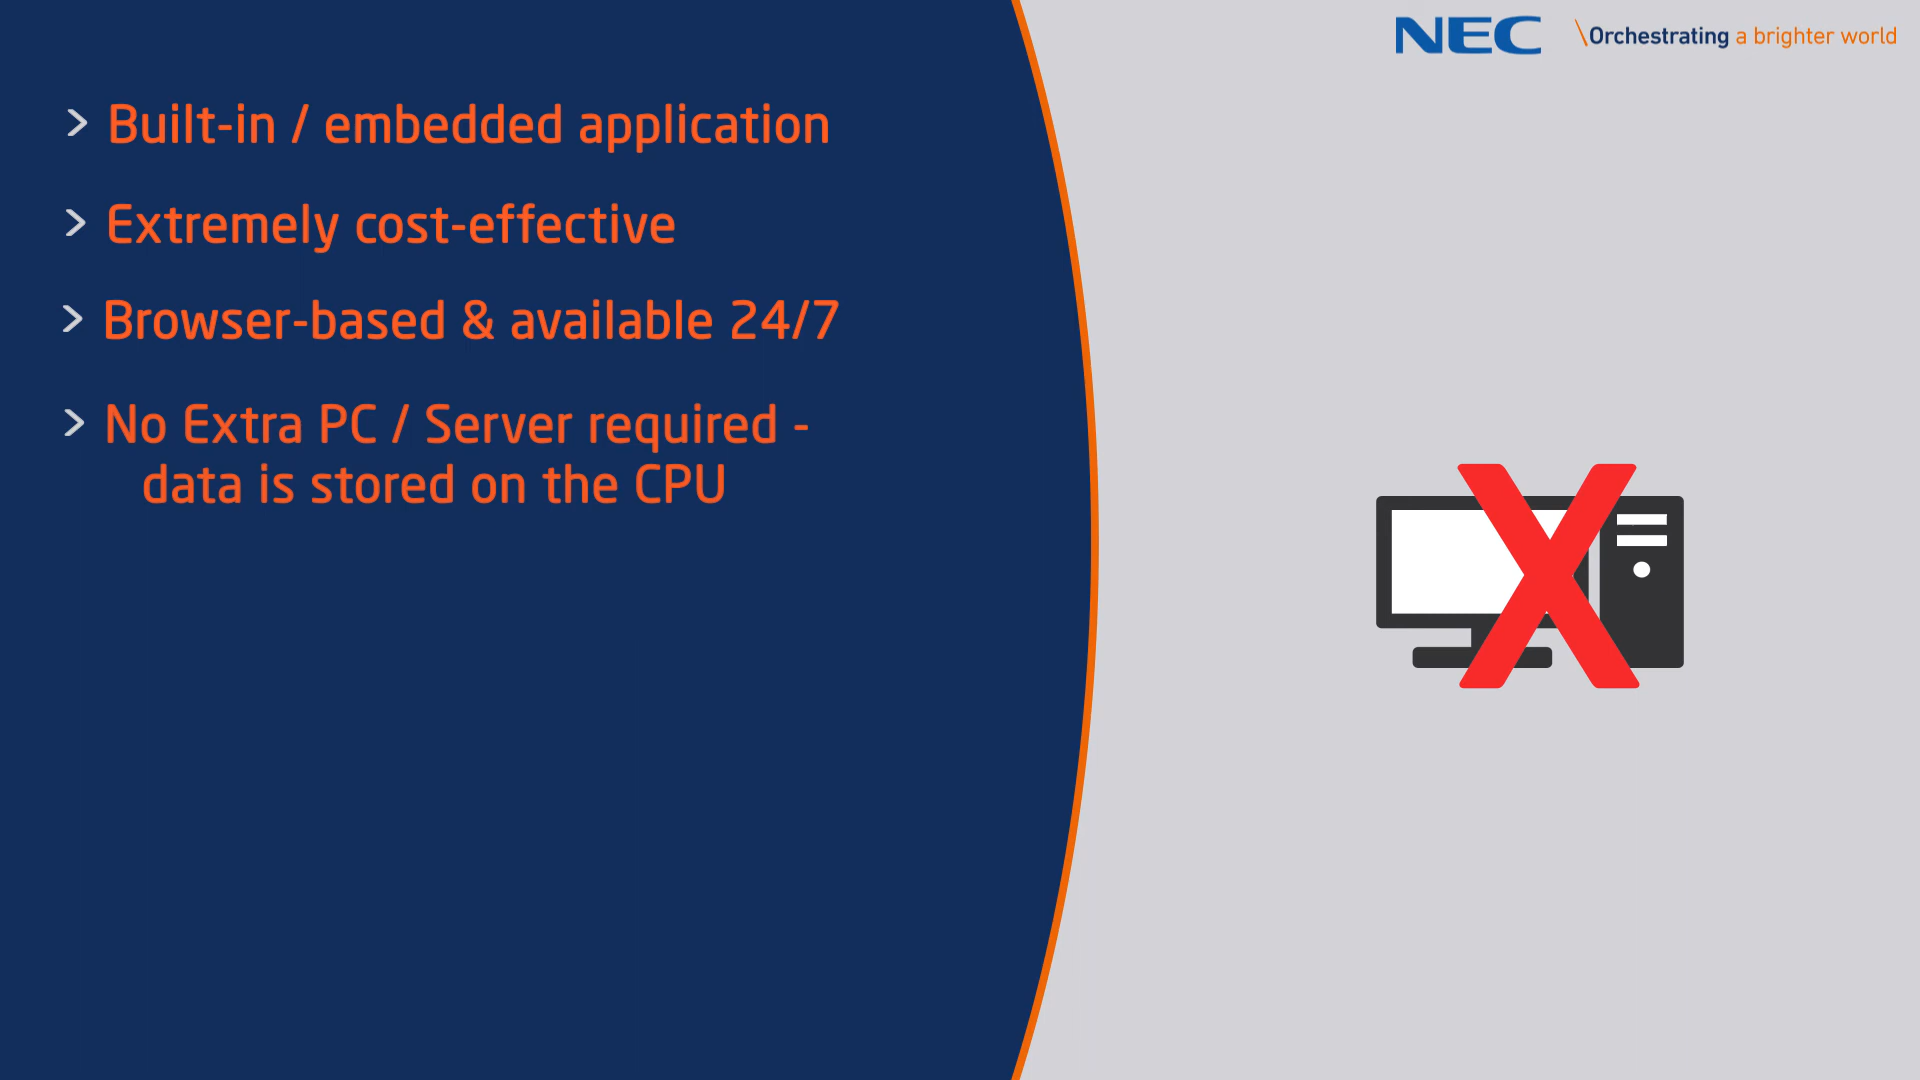 NEC \Orchestrating a brighter world
> Built-in / embedded application
> Extremely cost-effective
> Browser-based & available 24/7
> No Extra PC / Server required -
data is stored on the CPU